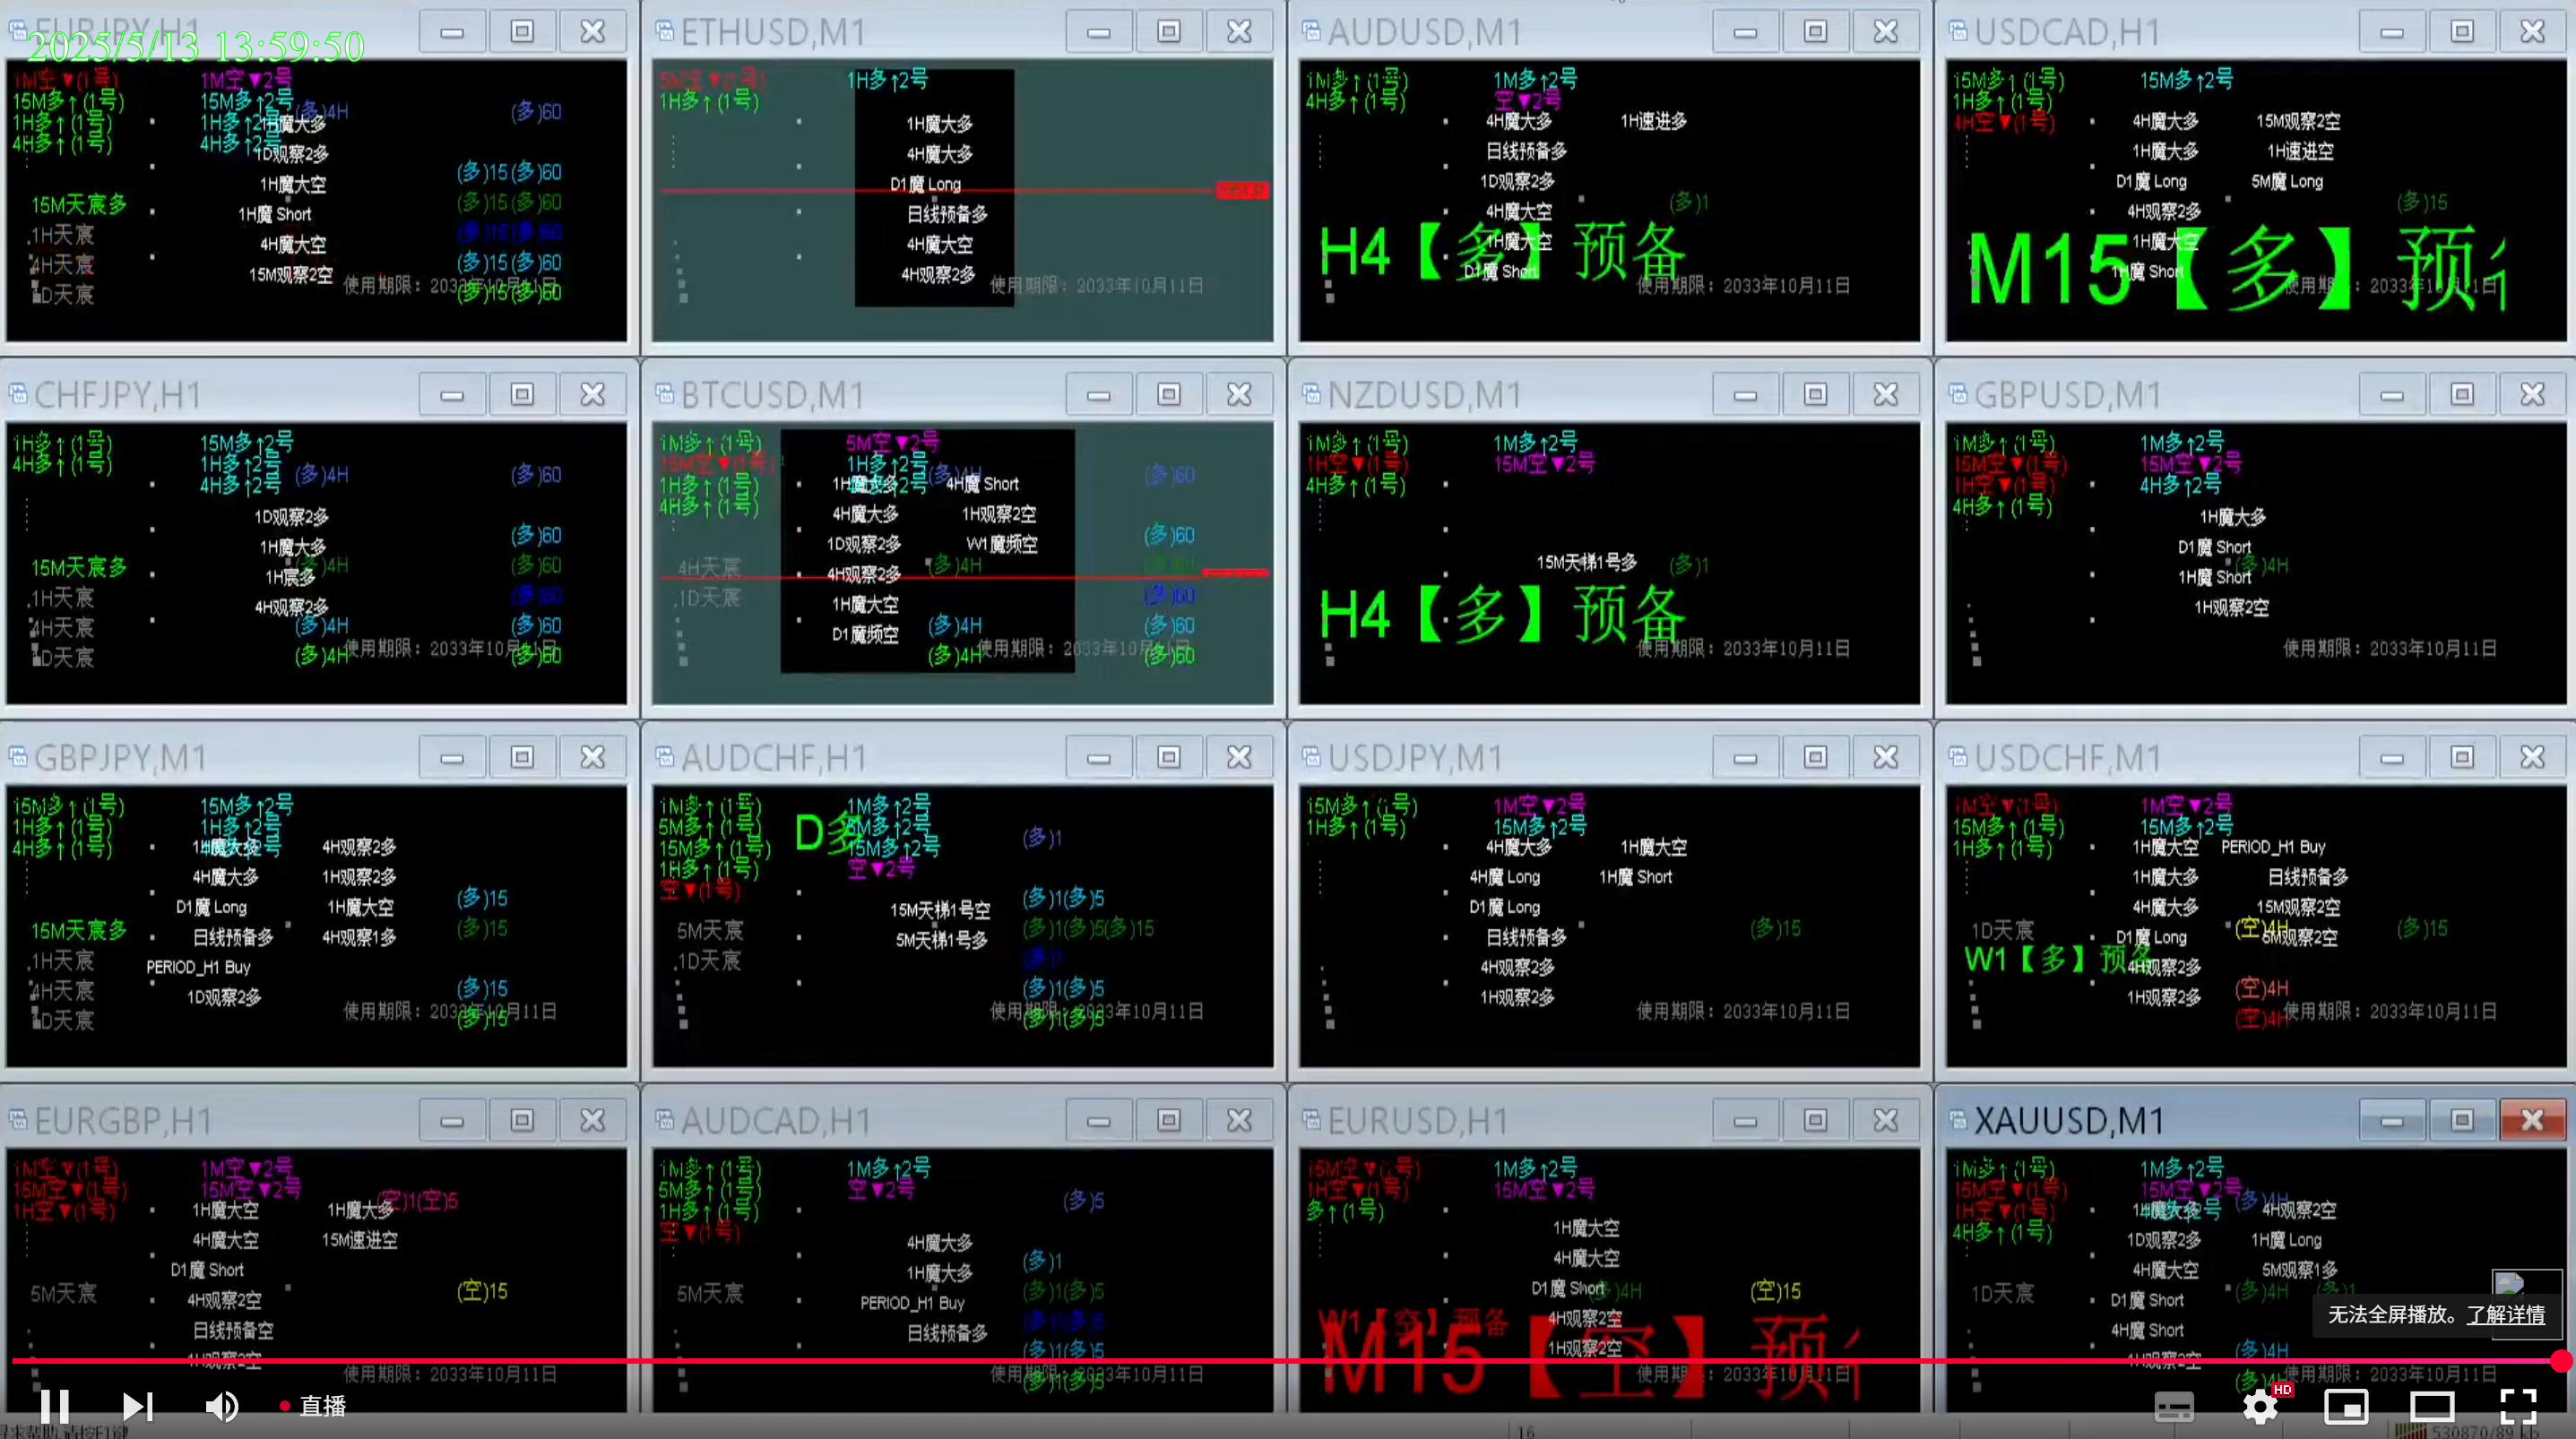 EURJPY,H1
2025/5/13 13:59:50
1M空▼(1号)
1M空▼2号
15M多↑(1号)
15M多↑2号
1H多↑(1号)
1H多↑2号
4H多↑(1号)
4H多↑2号
(多)4H
(多)60
1H魔大多
1D观察2多
1H魔大空
1H魔 Short
4H魔大空
15M观察2空
(多)15(多)60
(多)15(多)60
(多)15(多)60
(多)15(多)60
(多)15(多)60
15M天宸多
1H天宸
4H天宸
1D天宸
使用期限：2033年10月11日
ETHUSD,M1
5M空▼(1号)
1H多↑2号
1H多↑(1号)
1H魔大多
4H魔大多
D1魔 Long
日线预备多
4H魔大空
4H观察2多
使用期限：2033年10月11日
AUDUSD,M1
1M多↑(1号)
1M多↑2号
4H多↑(1号)
空▼2号
4H魔大多
1H速进多
日线预备多
1D观察2多
4H魔大空
1H魔大空
D1魔 Short
(多)1
H4【多】预备
使用期限：2033年10月11日
USDCAD,H1
15M多↑(1号)
15M多↑2号
1H多↑(1号)
4H空▼(1号)
4H魔大多
15M观察2空
1H魔大多
1H速进空
D1魔 Long
5M魔 Long
4H观察2多
1H魔大空
1H魔 Short
(多)15
M15【多】预
使用期限：2033年10月11日
CHFJPY,H1
1H多↑(1号)
15M多↑2号
4H多↑(1号)
1H多↑2号
4H多↑2号
(多)4H
(多)60
1D观察2多
(多)60
1H魔大多
(多)4H
(多)60
1H宸多
(多)60
4H观察2多
(多)4H
(多)60
(多)4H
(多)60
15M天宸多
1H天宸
4H天宸
1D天宸
使用期限：2033年10月11日
BTCUSD,M1
1M多↑(1号)
5M空▼2号
15M空▼(1号)
1H多↑2号
1H多↑(1号)
4H多↑2号
4H多↑(1号)
(多)4H
(多)60
1H魔大多
4H魔 Short
4H魔大多
1H观察2空
1D观察2多
W1魔频空
4H观察2多
1H魔大空
D1魔频空
(多)60
(多)4H
(多)60
(多)60
(多)4H
(多)60
(多)4H
(多)60
4H天宸
1D天宸
使用期限：2033年10月11日
NZDUSD,M1
1M多↑(1号)
1M多↑2号
1H空▼(1号)
15M空▼2号
4H多↑(1号)
15M天梯1号多
(多)1
H4【多】预备
使用期限：2033年10月11日
GBPUSD,M1
1M多↑(1号)
1M多↑2号
15M空▼(1号)
15M空▼2号
1H空▼(1号)
4H多↑2号
4H多↑(1号)
1H魔大多
D1魔 Short
(多)4H
1H魔 Short
1H观察2空
使用期限：2033年10月11日
GBPJPY,M1
15M多↑(1号)
15M多↑2号
1H多↑(1号)
1H多↑2号
4H多↑(1号)
4H多↑2号
1H魔大多
4H观察2多
4H魔大多
1H观察2多
D1魔 Long
1H魔大空
日线预备多
4H观察1多
PERIOD_H1 Buy
1D观察2多
(多)15
(多)15
(多)15
(多)15
15M天宸多
1H天宸
4H天宸
1D天宸
使用期限：2033年10月11日
AUDCHF,H1
1M多↑(1号)
1M多↑2号
5M多↑(1号)
5M多↑2号
15M多↑(1号)
15M多↑2号
1H多↑(1号)
空▼2号
空▼(1号)
D多
(多)1
15M天梯1号空
5M天梯1号多
(多)1(多)5
(多)1(多)5(多)15
(多)1
(多)1(多)5
(多)1(多)5
5M天宸
1D天宸
使用期限：2033年10月11日
USDJPY,M1
15M多↑(1号)
1M空▼2号
1H多↑(1号)
15M多↑2号
4H魔大多
1H魔大空
4H魔 Long
1H魔 Short
D1魔 Long
日线预备多
4H观察2多
1H观察2多
(多)15
使用期限：2033年10月11日
USDCHF,M1
1M空▼(1号)
1M空▼2号
15M多↑(1号)
15M多↑2号
1H多↑(1号)
1H魔大空
PERIOD_H1 Buy
1H魔大多
日线预备多
4H魔大多
15M观察2空
D1魔 Long
5M观察2空
4H观察2多
1H观察2多
1D天宸
(空)4H
(多)15
(空)4H
(空)4H
W1【多】预备
使用期限：2033年10月11日
EURGBP,H1
1M空▼(1号)
1M空▼2号
15M空▼(1号)
15M空▼2号
1H空▼(1号)
(空)1(空)5
1H魔大空
1H魔大多
4H魔大空
15M速进空
D1魔 Short
4H观察2空
日线预备空
1H观察2空
(空)15
5M天宸
使用期限：2033年10月11日
AUDCAD,H1
1M多↑(1号)
1M多↑2号
5M多↑(1号)
空▼2号
1H多↑(1号)
空▼(1号)
(多)5
4H魔大多
1H魔大多
PERIOD_H1 Buy
日线预备多
(多)1
(多)1(多)5
(多)1(多)5
(多)1(多)5
(多)1(多)5
5M天宸
使用期限：2033年10月11日
EURUSD,H1
15M空▼(1号)
1M多↑2号
1H空▼(1号)
15M空▼2号
多↑(1号)
1H魔大空
4H魔大空
D1魔 Short
4H观察2空
1H观察2空
(多)4H
(空)15
W1【空】预备
M15【空】预
使用期限：2033年10月11日
XAUUSD,M1
1M多↑(1号)
1M多↑2号
15M空▼(1号)
15M空▼2号
1H空▼(1号)
4H多↑2号
4H多↑(1号)
(多)4H
1H魔大多
4H观察2空
1D观察2多
1H魔 Long
4H魔大空
5M观察1多
D1魔 Short
4H魔 Short
1H观察2空
(多)4H
(多)1
(多)4H
1D天宸
使用期限：2033年10月11日
无法全屏播放。了解详情
直播
HD
16
530870/89 kb